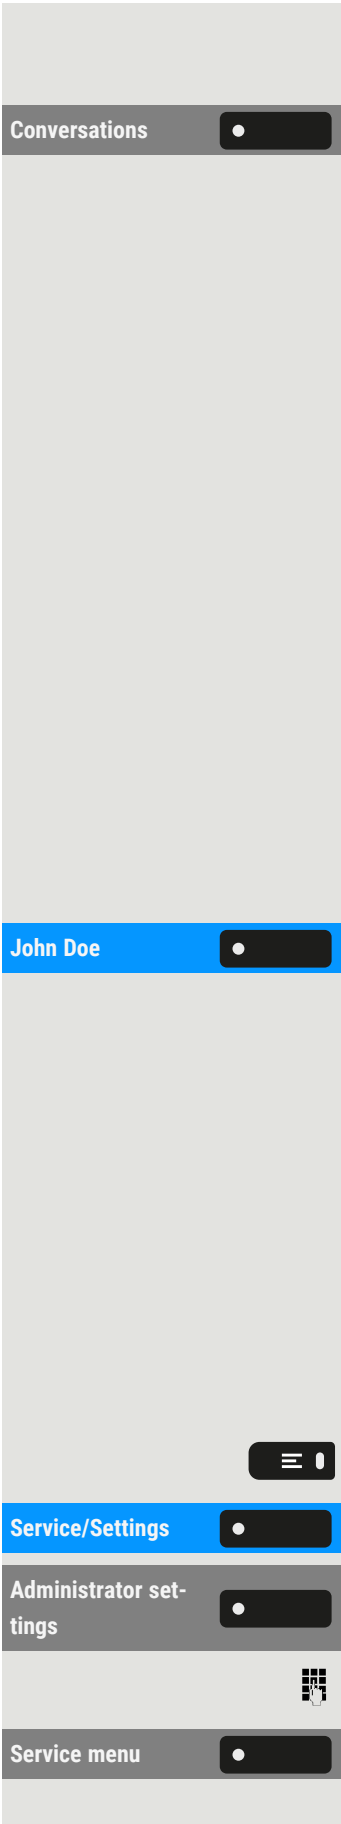 Conversations
John Doe
Service/Settings
Administrator set-
tings
Service menu